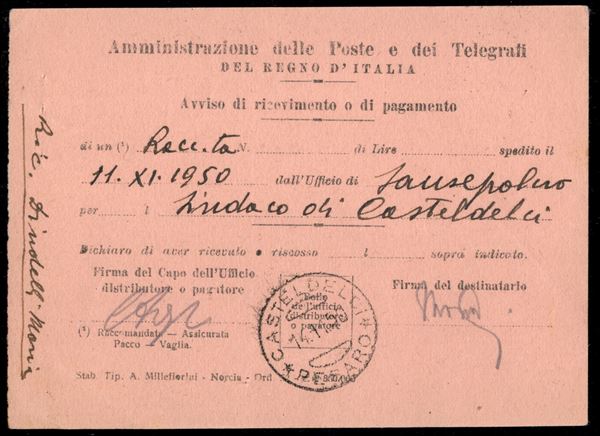 Amministrazione delle Poste e dei Telegrafi
DEL REGNO D'ITALIA
Avviso di ricevimento o di pagamento
di un (¹) Racc.ta N. di Lire spedito il
11. XI. 1950 dall'Ufficio di Sansepolcro
per l Sindaco di Casteldelci
Dichiaro di aver ricevuto e riscosso l sopra indicato.
Firma del Capo dell'Ufficio
distributore o pagatore
Bollo
dell'ufficio
distributore
o pagatore
Firma del destinatario
CASTELDELCI
PESARO
(¹) Raccomandata - Assicurata
Pacco - Vaglia.
Stab. Tip. A. Millefiorini - Norcia - Ord
Ric.